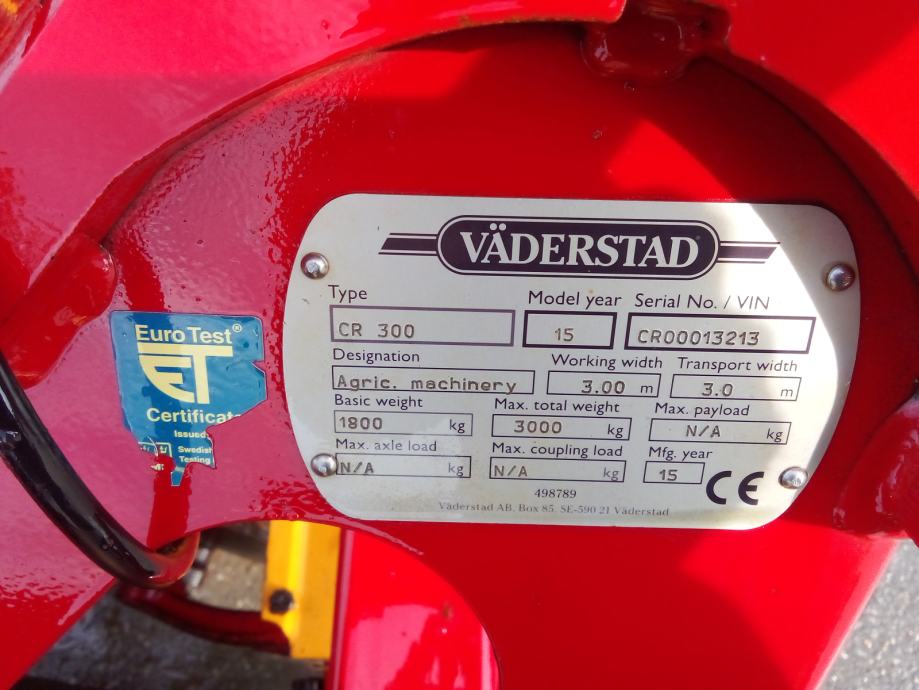 VÄDERSTAD
Type Model year Serial No. / VIN
CR 300 15 CR00013213
Designation Working width Transport width
Agric. machinery 3.00 m 3.0 m
Basic weight Max. total weight Max. payload
1800 kg 3000 kg N/A kg
Max. axle load Max. coupling load Mfg. year
N/A kg N/A kg 15 CE
498789
Väderstad AB, Box 85, SE-590 21 Väderstad
Euro Test®
ET
Certificate
Issued
Swedish
Testing